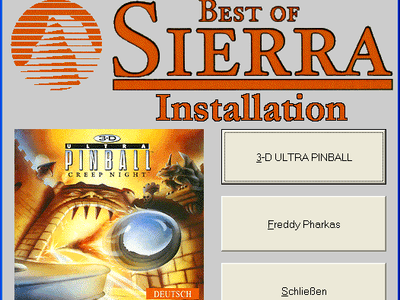 BEST OF
SIERRA
Installation
3-D
ULTRA
PINBALL
CREEP NIGHT
DEUTSCH
3-D ULTRA PINBALL
Freddy Pharkas
Schließen